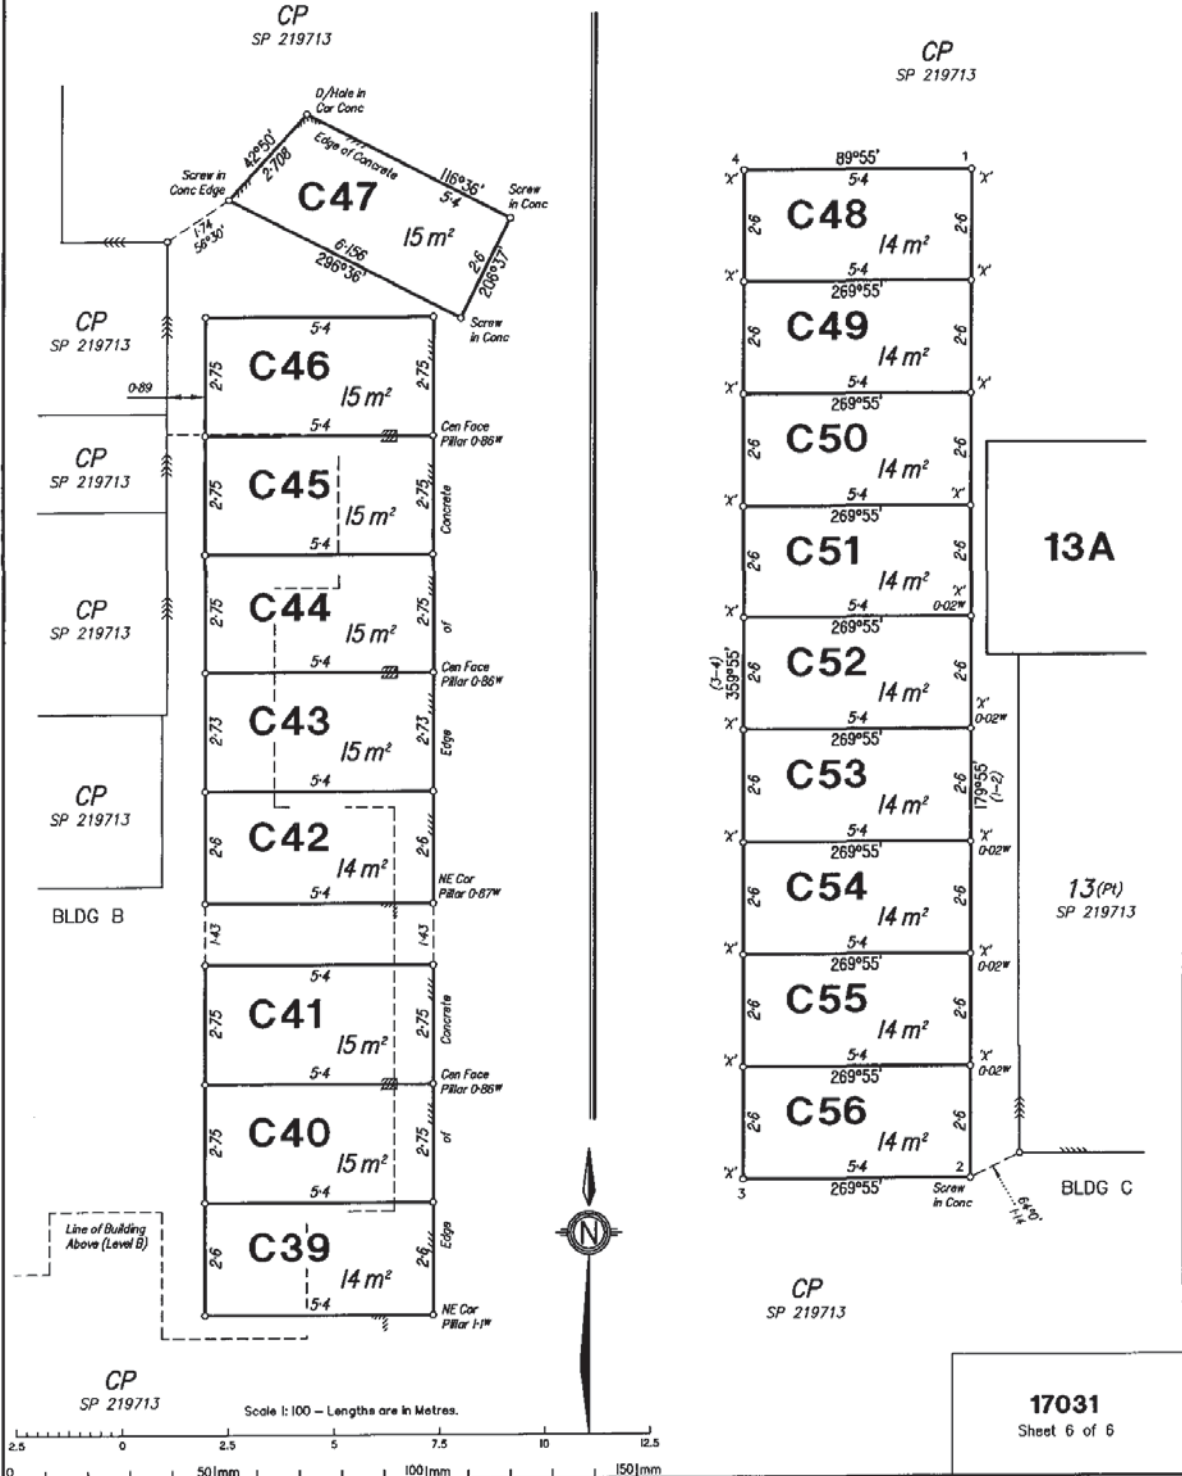 CP
SP 219713
CP
SP 219713
D/Hole in
Cor Conc
Edge of Concrete
42°50'
2·708
116°36'
5·4
Screw in
Conc Edge
C47
15 m²
Screw
in Conc
1·74
56°30'
6·156
296°36'
2·6
206°37'
Screw
in Conc
CP
SP 219713
0·89
5·4
2·75
C46
15 m²
2·75
5·4
Cen Face
Pillar 0·86ᵂ
CP
SP 219713
2·75
C45
15 m²
2·75
Concrete
5·4
CP
SP 219713
2·75
C44
15 m²
2·75
of
5·4
Cen Face
Pillar 0·86ᵂ
2·73
C43
15 m²
2·73
Edge
5·4
CP
SP 219713
2·6
C42
14 m²
2·6
5·4
NE Cor
Pillar 0·87ᵂ
BLDG B
1·43
1·43
5·4
2·75
C41
15 m²
2·75
Concrete
5·4
Cen Face
Pillar 0·86ᵂ
2·75
C40
15 m²
2·75
of
5·4
Line of Building
Above (Level B)
2·6
C39
14 m²
2·6
Edge
5·4
NE Cor
Pillar 1·1ᵂ
CP
SP 219713
N
4
89°55'
1
'X'
5·4
'X'
2·6
C48
14 m²
2·6
'X'
5·4
'X'
269°55'
2·6
C49
14 m²
2·6
'X'
5·4
'X'
269°55'
2·6
C50
14 m²
2·6
'X'
5·4
'X'
269°55'
2·6
C51
14 m²
2·6
13A
'X'
5·4
'X'
0·02ᵂ
269°55'
(3-4)
359°55'
2·6
C52
14 m²
2·6
'X'
5·4
'X'
0·02ᵂ
269°55'
2·6
C53
14 m²
2·6
179°55'
(1-2)
'X'
5·4
'X'
0·02ᵂ
269°55'
2·6
C54
14 m²
2·6
13(Pt)
SP 219713
'X'
5·4
'X'
0·02ᵂ
269°55'
2·6
C55
14 m²
2·6
'X'
5·4
'X'
0·02ᵂ
269°55'
2·6
C56
14 m²
2·6
'X'
5·4
2
3
269°55'
Screw
in Conc
64°0'
1·14
BLDG C
CP
SP 219713
Scale 1:100 – Lengths are in Metres.
2.5 0 2.5 5 7.5 10 12.5
0 50 mm 100 mm 150 mm
17031
Sheet 6 of 6